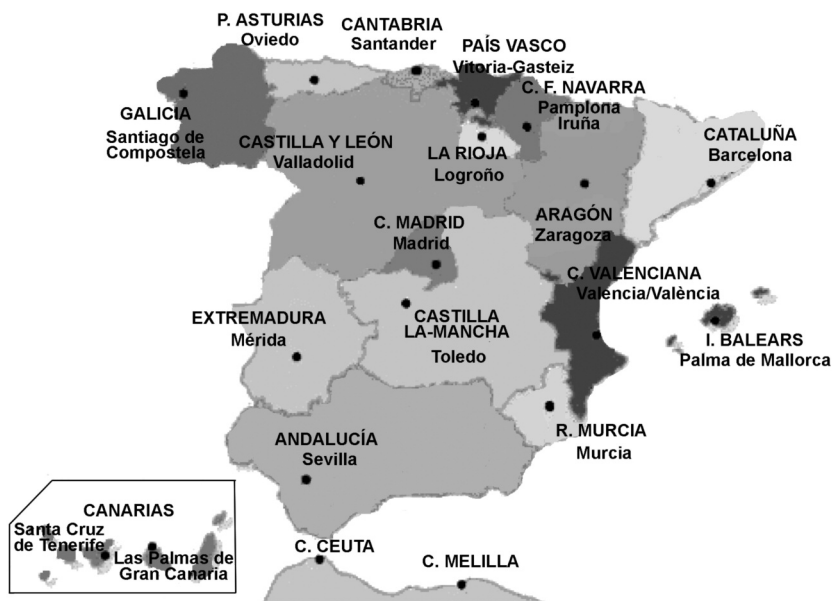 P. ASTURIAS
Oviedo
CANTABRIA
Santander
PAÍS VASCO
Vitoria-Gasteiz
C. F. NAVARRA
Pamplona
Iruña
GALICIA
Santiago de
Compostela
CASTILLA Y LEÓN
Valladolid
LA RIOJA
Logroño
CATALUÑA
Barcelona
C. MADRID
Madrid
ARAGÓN
Zaragoza
C. VALENCIANA
Valencia/València
EXTREMADURA
Mérida
CASTILLA
LA-MANCHA
Toledo
I. BALEARS
Palma de Mallorca
ANDALUCÍA
Sevilla
R. MURCIA
Murcia
CANARIAS
Santa Cruz
de Tenerife
Las Palmas de
Gran Canaria
C. CEUTA
C. MELILLA